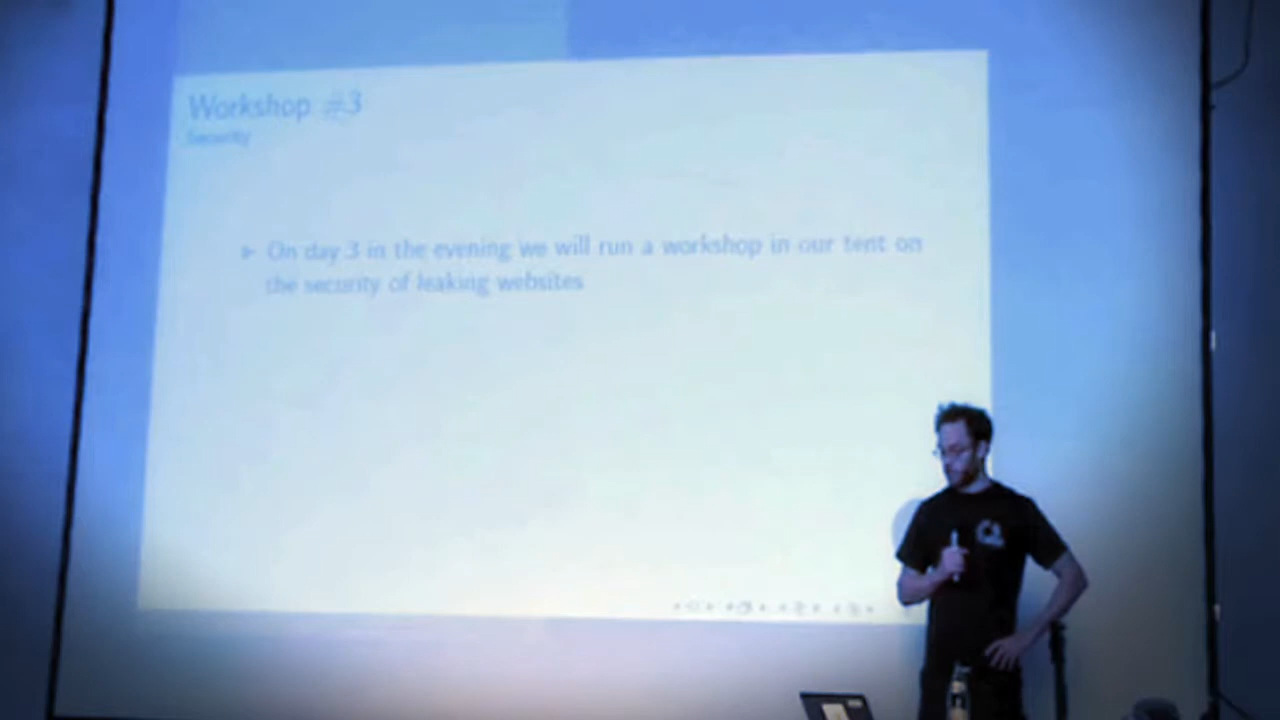 Workshop #3
Security
On day 3 in the evening we will run a workshop in our tent on
the security of leaking websites